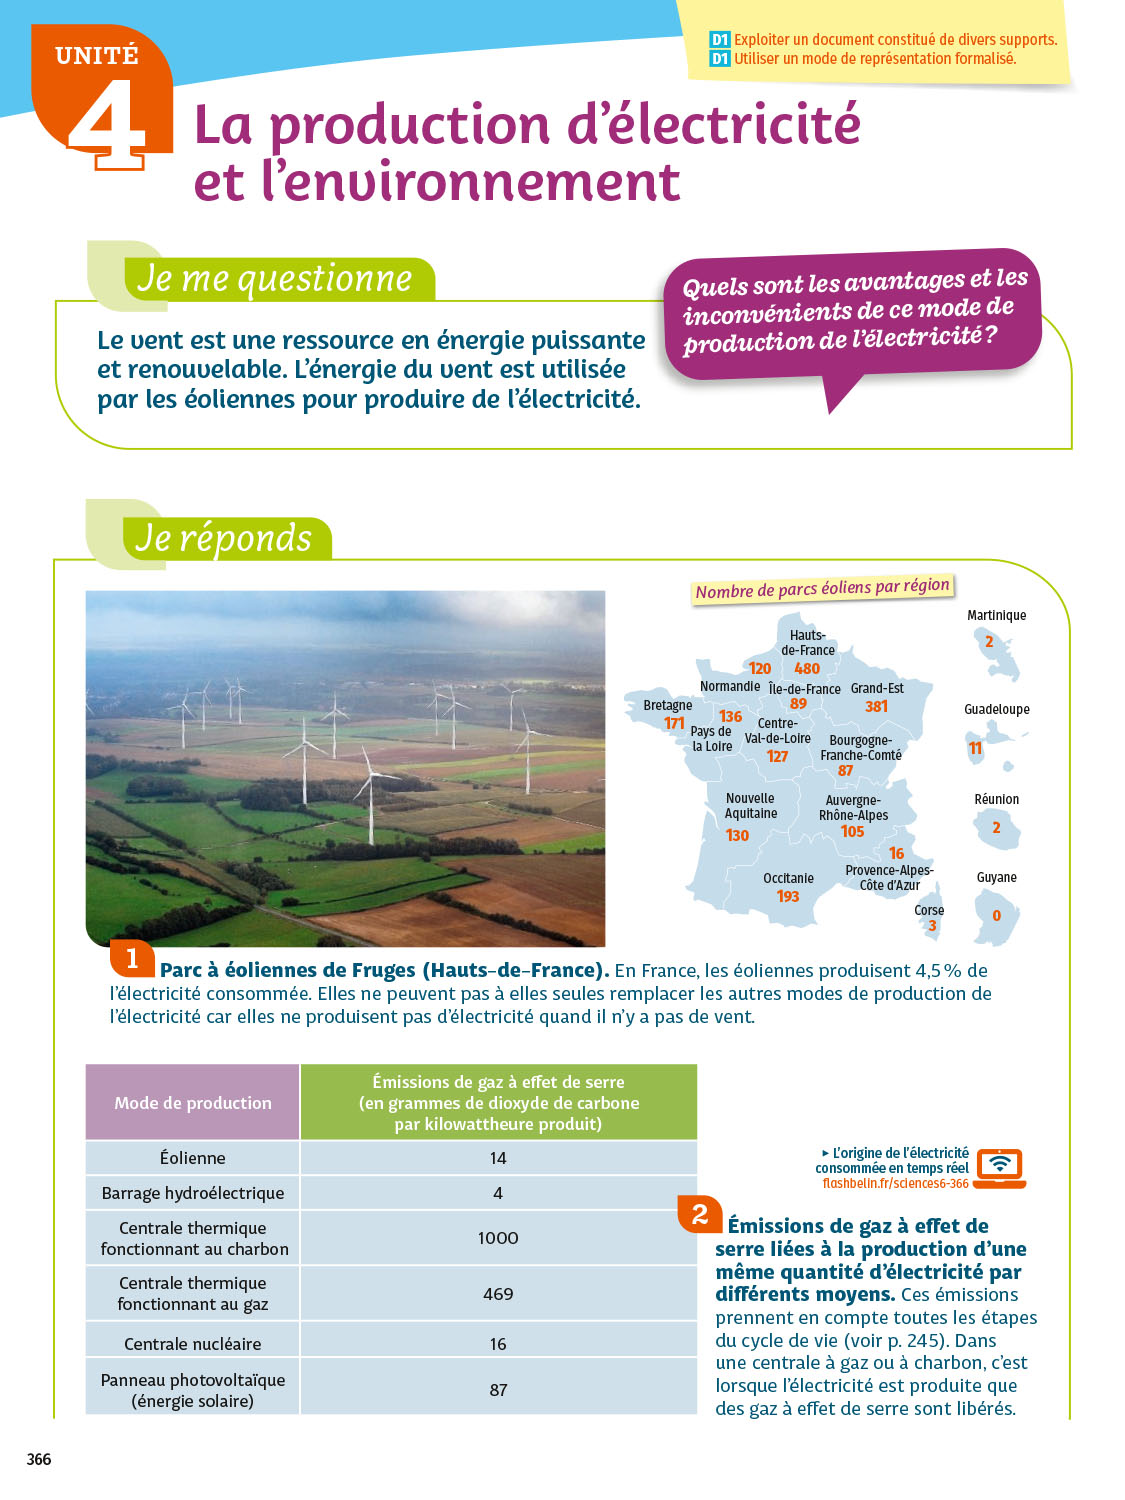 UNITÉ
4
D1 Exploiter un document constitué de divers supports.
D1 Utiliser un mode de représentation formalisé.
La production d'électricité
et l'environnement
Je me questionne
Le vent est une ressource en énergie puissante
et renouvelable. L'énergie du vent est utilisée
par les éoliennes pour produire de l'électricité.
Quels sont les avantages et les
inconvénients de ce mode de
production de l'électricité ?
Je réponds
Nombre de parcs éoliens par région
Hauts-
de-France
480
120
Normandie
Île-de-France
89
Grand-Est
381
Bretagne
171
136
Pays de
la Loire
Centre-
Val-de-Loire
127
Bourgogne-
Franche-Comté
87
Nouvelle
Aquitaine
130
Auvergne-
Rhône-Alpes
105
16
Provence-Alpes-
Côte d'Azur
Occitanie
193
Corse
3
Martinique
2
Guadeloupe
11
Réunion
2
Guyane
0
1 Parc à éoliennes de Fruges (Hauts-de-France). En France, les éoliennes produisent 4,5 % de
l'électricité consommée. Elles ne peuvent pas à elles seules remplacer les autres modes de production de
l'électricité car elles ne produisent pas d'électricité quand il n'y a pas de vent.
Mode de production
Émissions de gaz à effet de serre
(en grammes de dioxyde de carbone
par kilowattheure produit)
Éolienne
14
Barrage hydroélectrique
4
Centrale thermique
fonctionnant au charbon
1000
Centrale thermique
fonctionnant au gaz
469
Centrale nucléaire
16
Panneau photovoltaïque
(énergie solaire)
87
▸ L'origine de l'électricité
consommée en temps réel
flashbelin.fr/sciences6-366
2 Émissions de gaz à effet de
serre liées à la production d'une
même quantité d'électricité par
différents moyens. Ces émissions
prennent en compte toutes les étapes
du cycle de vie (voir p. 245). Dans
une centrale à gaz ou à charbon, c'est
lorsque l'électricité est produite que
des gaz à effet de serre sont libérés.
366